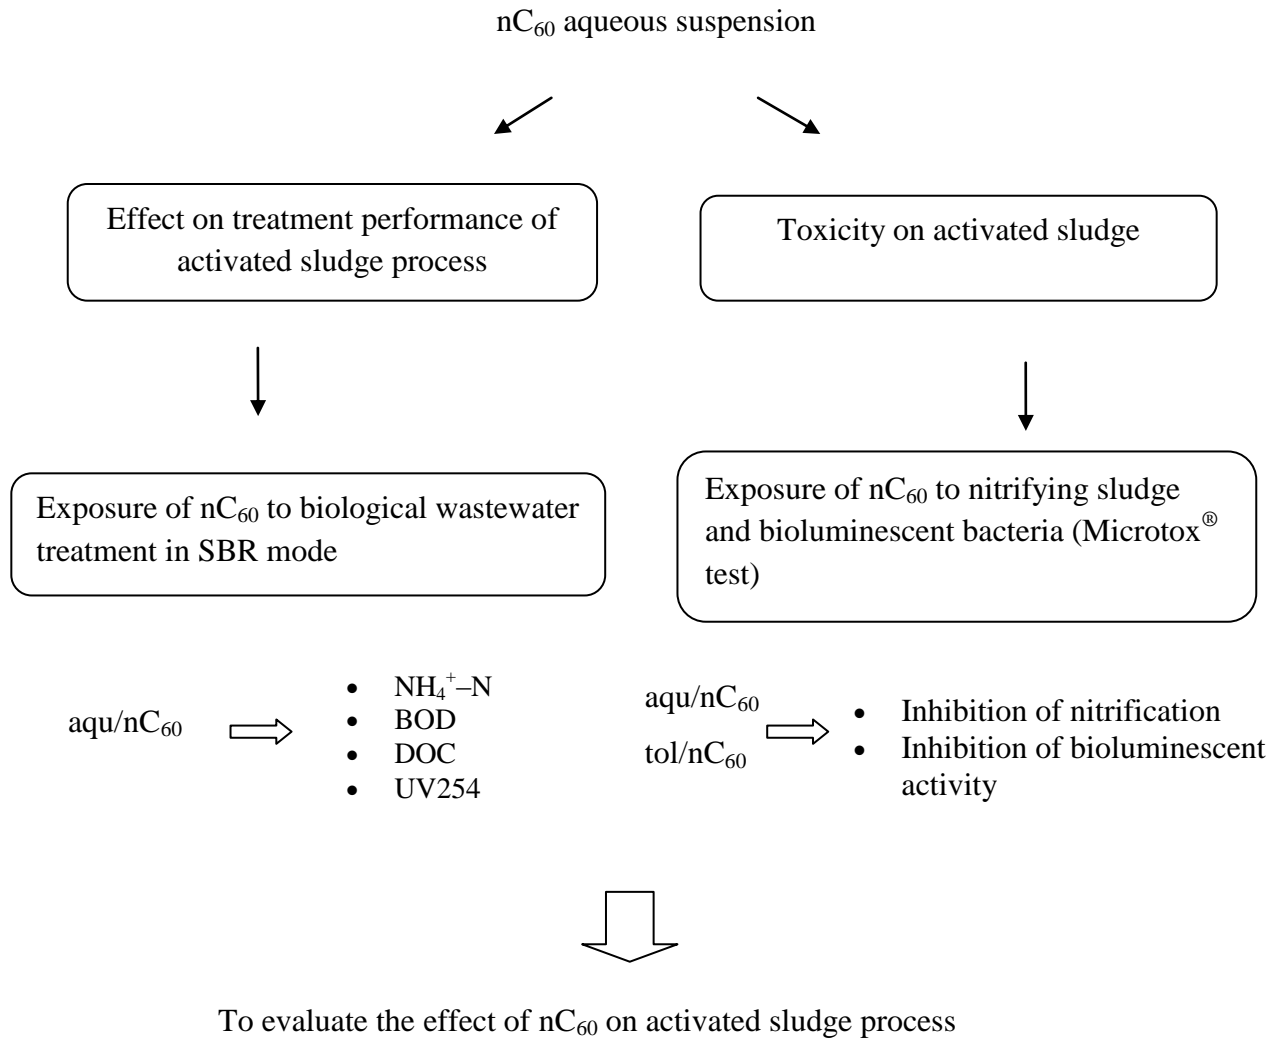 nC₆₀ aqueous suspension
Effect on treatment performance of
activated sludge process
Toxicity on activated sludge
Exposure of nC₆₀ to biological wastewater
treatment in SBR mode
Exposure of nC₆₀ to nitrifying sludge
and bioluminescent bacteria (Microtox®
test)
aqu/nC₆₀
• NH₄⁺–N
• BOD
• DOC
• UV254
aqu/nC₆₀
tol/nC₆₀
• Inhibition of nitrification
• Inhibition of bioluminescent
activity
To evaluate the effect of nC₆₀ on activated sludge process